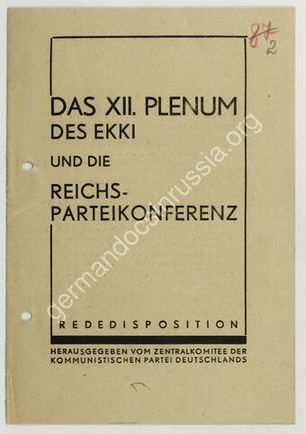 87
2
DAS XII. PLENUM
DES EKKI
UND DIE
REICHS-
PARTEIKONFERENZ
germandocsinrussia.org
REDEDISPOSITION
HERAUSGEGEBEN VOM ZENTRALKOMITEE DER
KOMMUNISTISCHEN PARTEI DEUTSCHLANDS